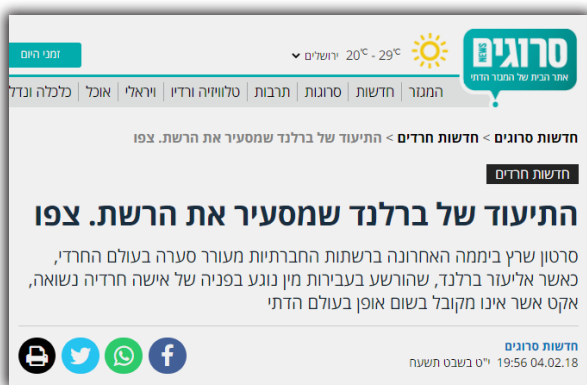 סרוגים
NEWS
אתר הבית של המגזר הדתי
29°c - 20°c ירושלים
זמני היום
המגזר | חדשות | סרוגות | תרבות | טלוויזיה ורדיו | ויראלי | אוכל | כלכלה ונדל
חדשות סרוגים > חדשות חרדים > התיעוד של ברלנד שמסעיר את הרשת. צפו
חדשות חרדים
התיעוד של ברלנד שמסעיר את הרשת. צפו
סרטון שרץ ביממה האחרונה ברשתות החברתיות מעורר סערה בעולם החרדי,
כאשר אליעזר ברלנד, שהורשע בעבירות מין נוגע בפניה של אישה חרדיה נשואה,
אקט אשר אינו מקובל בשום אופן בעולם הדתי
חדשות סרוגים
04.02.18 19:56 י"ט בשבט תשעח